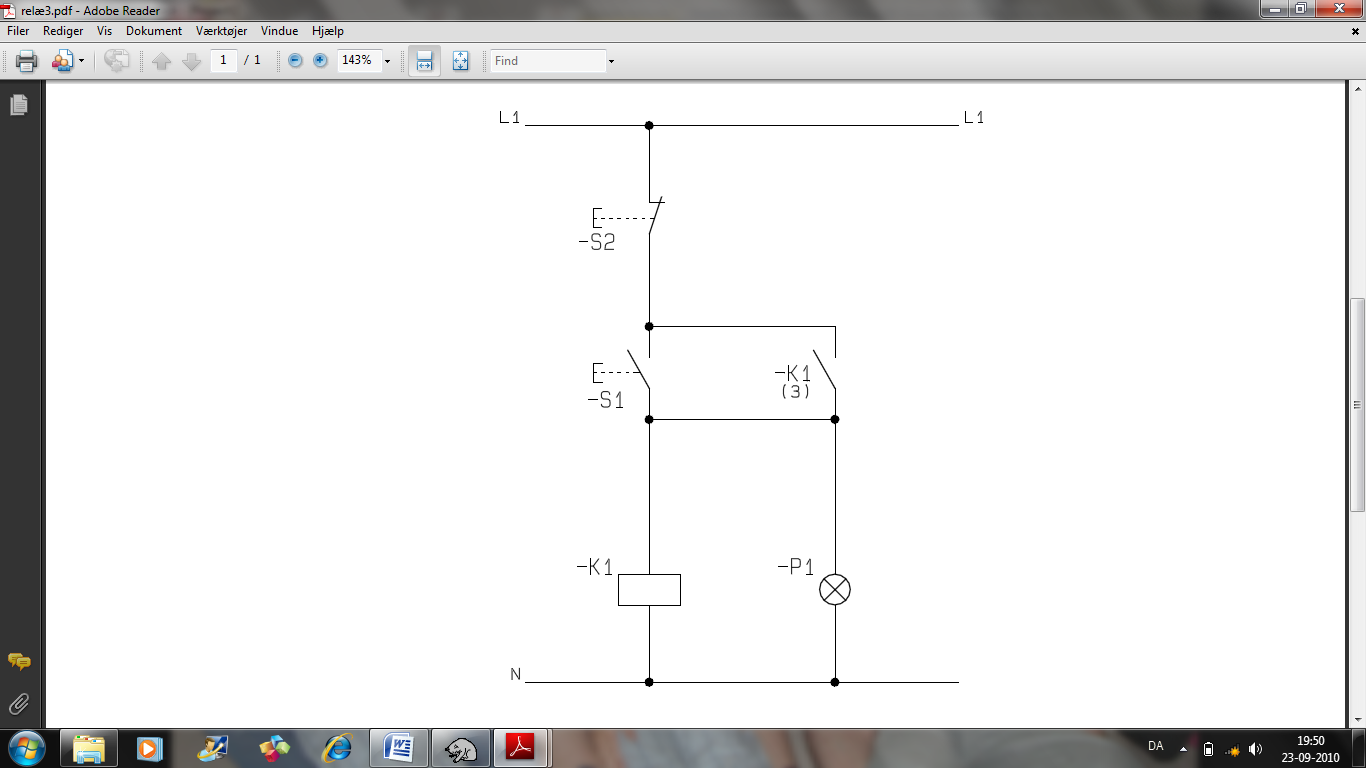 relæ3.pdf - Adobe Reader
Filer Rediger Vis Dokument Værktøjer Vindue Hjælp
1 / 1 143% Find
L1 L1
-S2
-K1
(3)
-S1
-K1 -P1
N
DA 19:50
23-09-2010